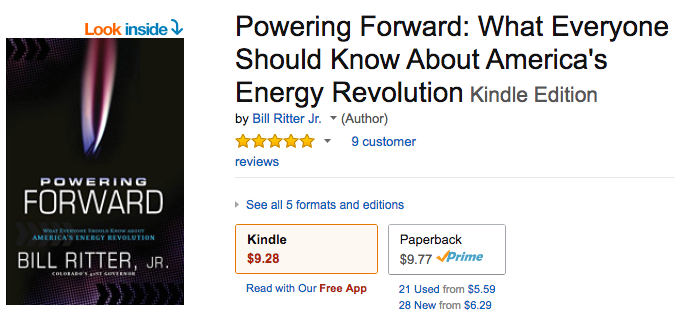 Look inside
POWERING
FORWARD
WHAT EVERYONE SHOULD KNOW ABOUT
AMERICA'S ENERGY REVOLUTION
BILL RITTER, JR.
COLORADO'S 41ST GOVERNOR
Powering Forward: What Everyone
Should Know About America's
Energy Revolution Kindle Edition
by Bill Ritter Jr. (Author)
9 customer
reviews
See all 5 formats and editions
Kindle
$9.28
Paperback
$9.77 Prime
Read with Our Free App
21 Used from $5.59
28 New from $6.29